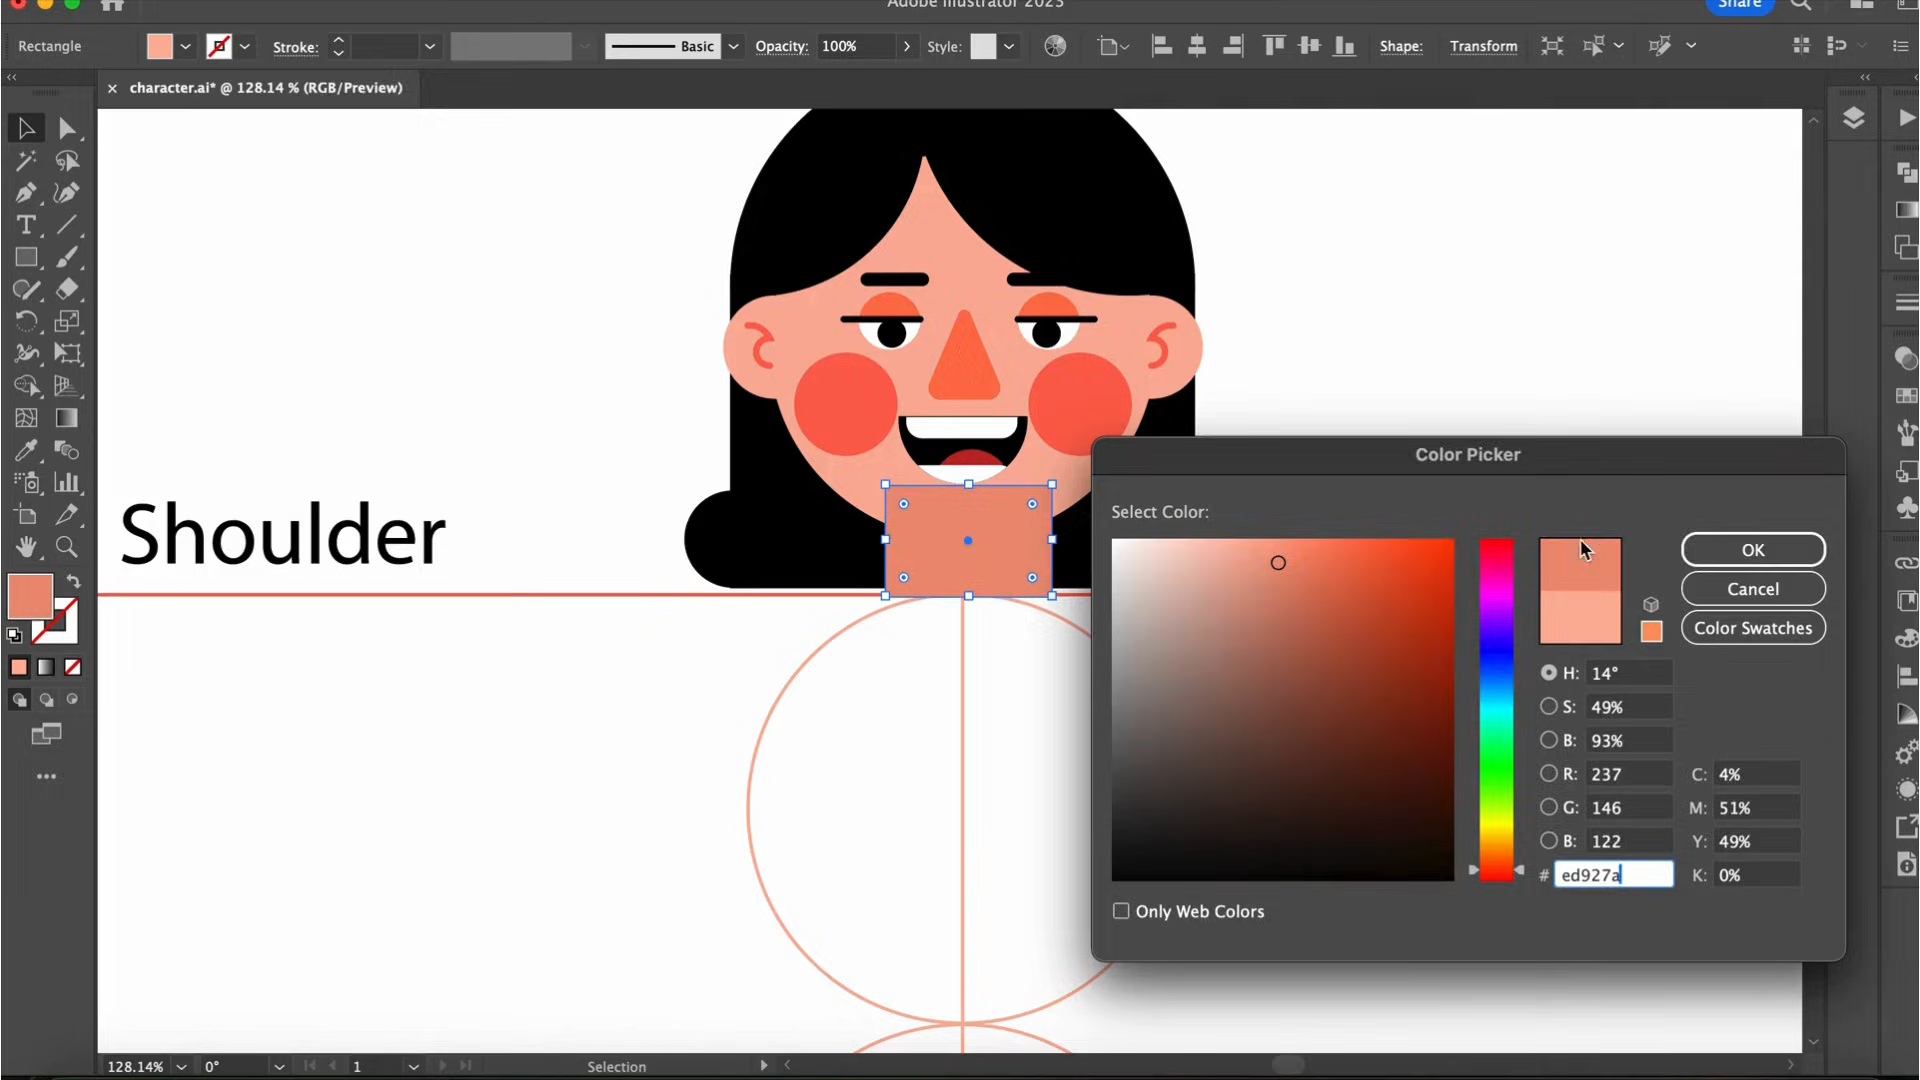 Adobe Illustrator 2023
Share
Rectangle
Stroke:
Basic
Opacity:
100%
Style:
Shape:
Transform
character.ai* @ 128.14 % (RGB/Preview)
Shoulder
Color Picker
Select Color:
OK
Cancel
Color Swatches
H: 14°
S: 49%
B: 93%
R: 237
C: 4%
G: 146
M: 51%
B: 122
Y: 49%
# ed927a
K: 0%
Only Web Colors
128.14%
0°
1
Selection